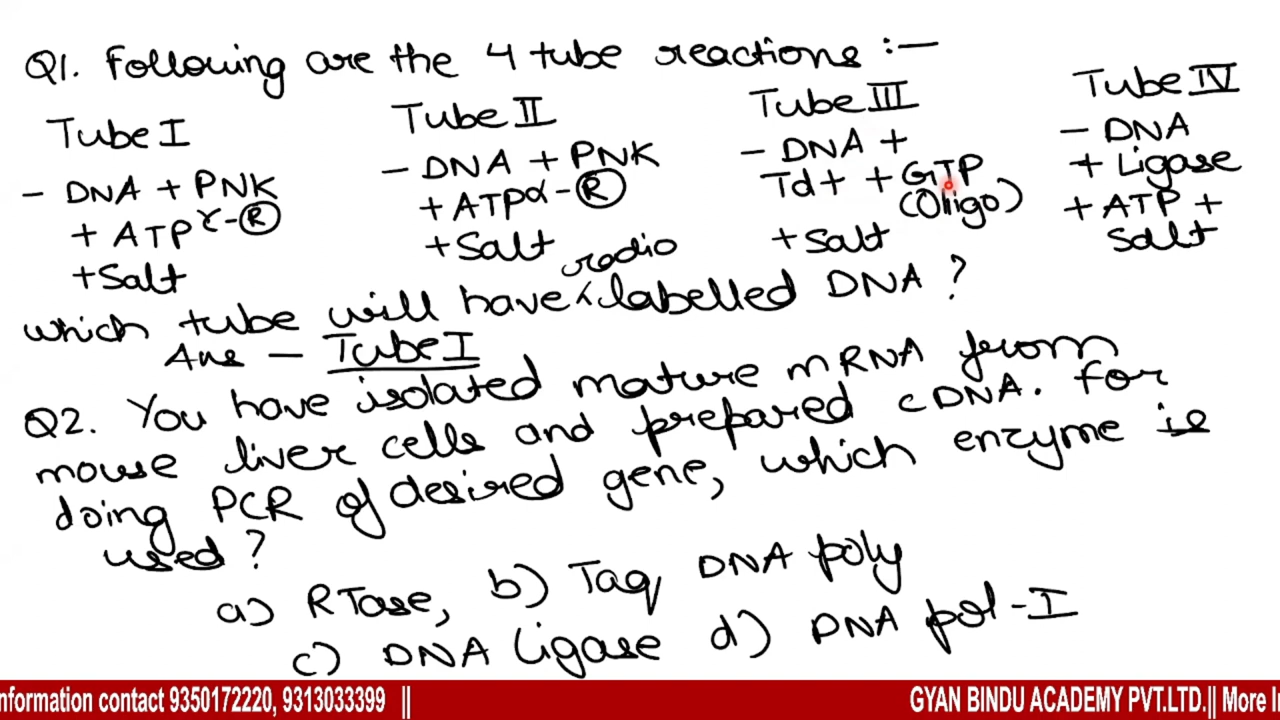 Q1. Following are the 4 tube reactions :-
Tube I
- DNA + PNK
+ ATP γ-R
+ Salt
Tube II
- DNA + PNK
+ ATP α-R
+ Salt
Tube III
- DNA +
Td+ + GTP
(Oligo)
+ Salt
Tube IV
- DNA
+ Ligase
+ ATP +
Salt
which tube will have radio labelled DNA ?
Ans - Tube I
Q2. You have isolated mature mRNA from
mouse liver cells and prepared cDNA. For
doing PCR of desired gene, which enzyme is
used ?
a) RTase, b) Taq DNA poly
c) DNA ligase d) DNA pol-I
nformation contact 9350172220, 9313033399 || GYAN BINDU ACADEMY PVT.LTD.|| More In